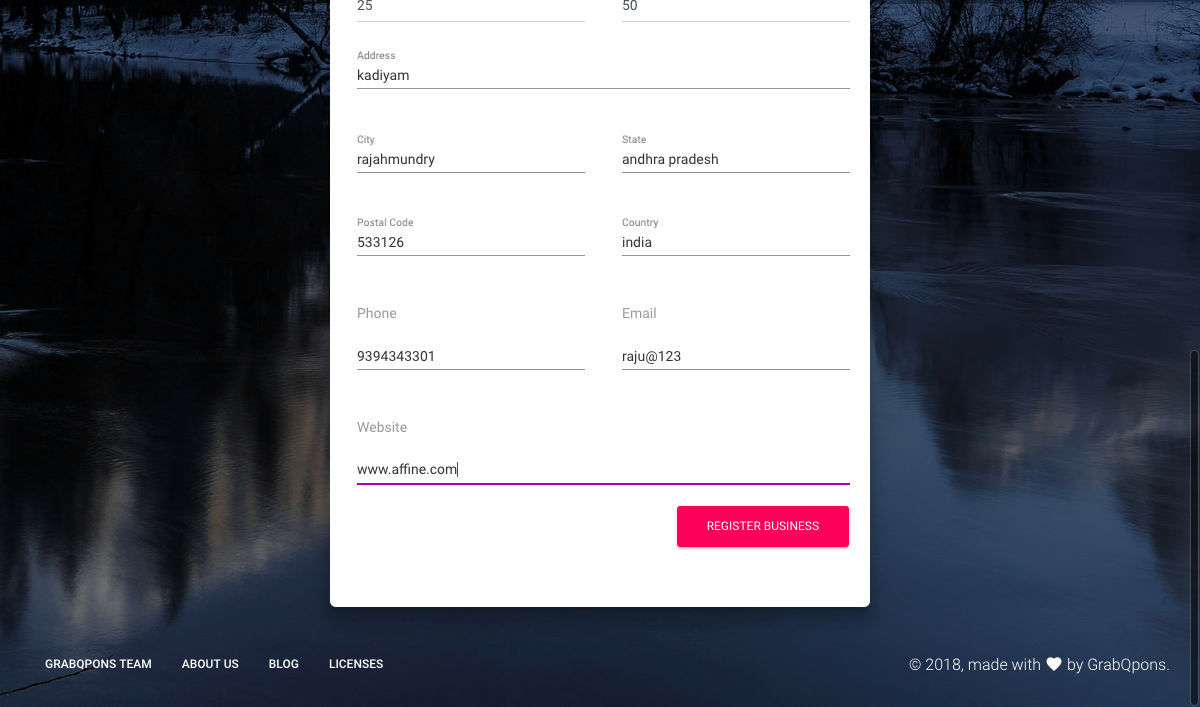 25 50
Address
kadiyam
City State
rajahmundry andhra pradesh
Postal Code Country
533126 india
Phone Email
9394343301 raju@123
Website
www.affine.com
REGISTER BUSINESS
GRABQPONS TEAM ABOUT US BLOG LICENSES © 2018, made with ♥ by GrabQpons.